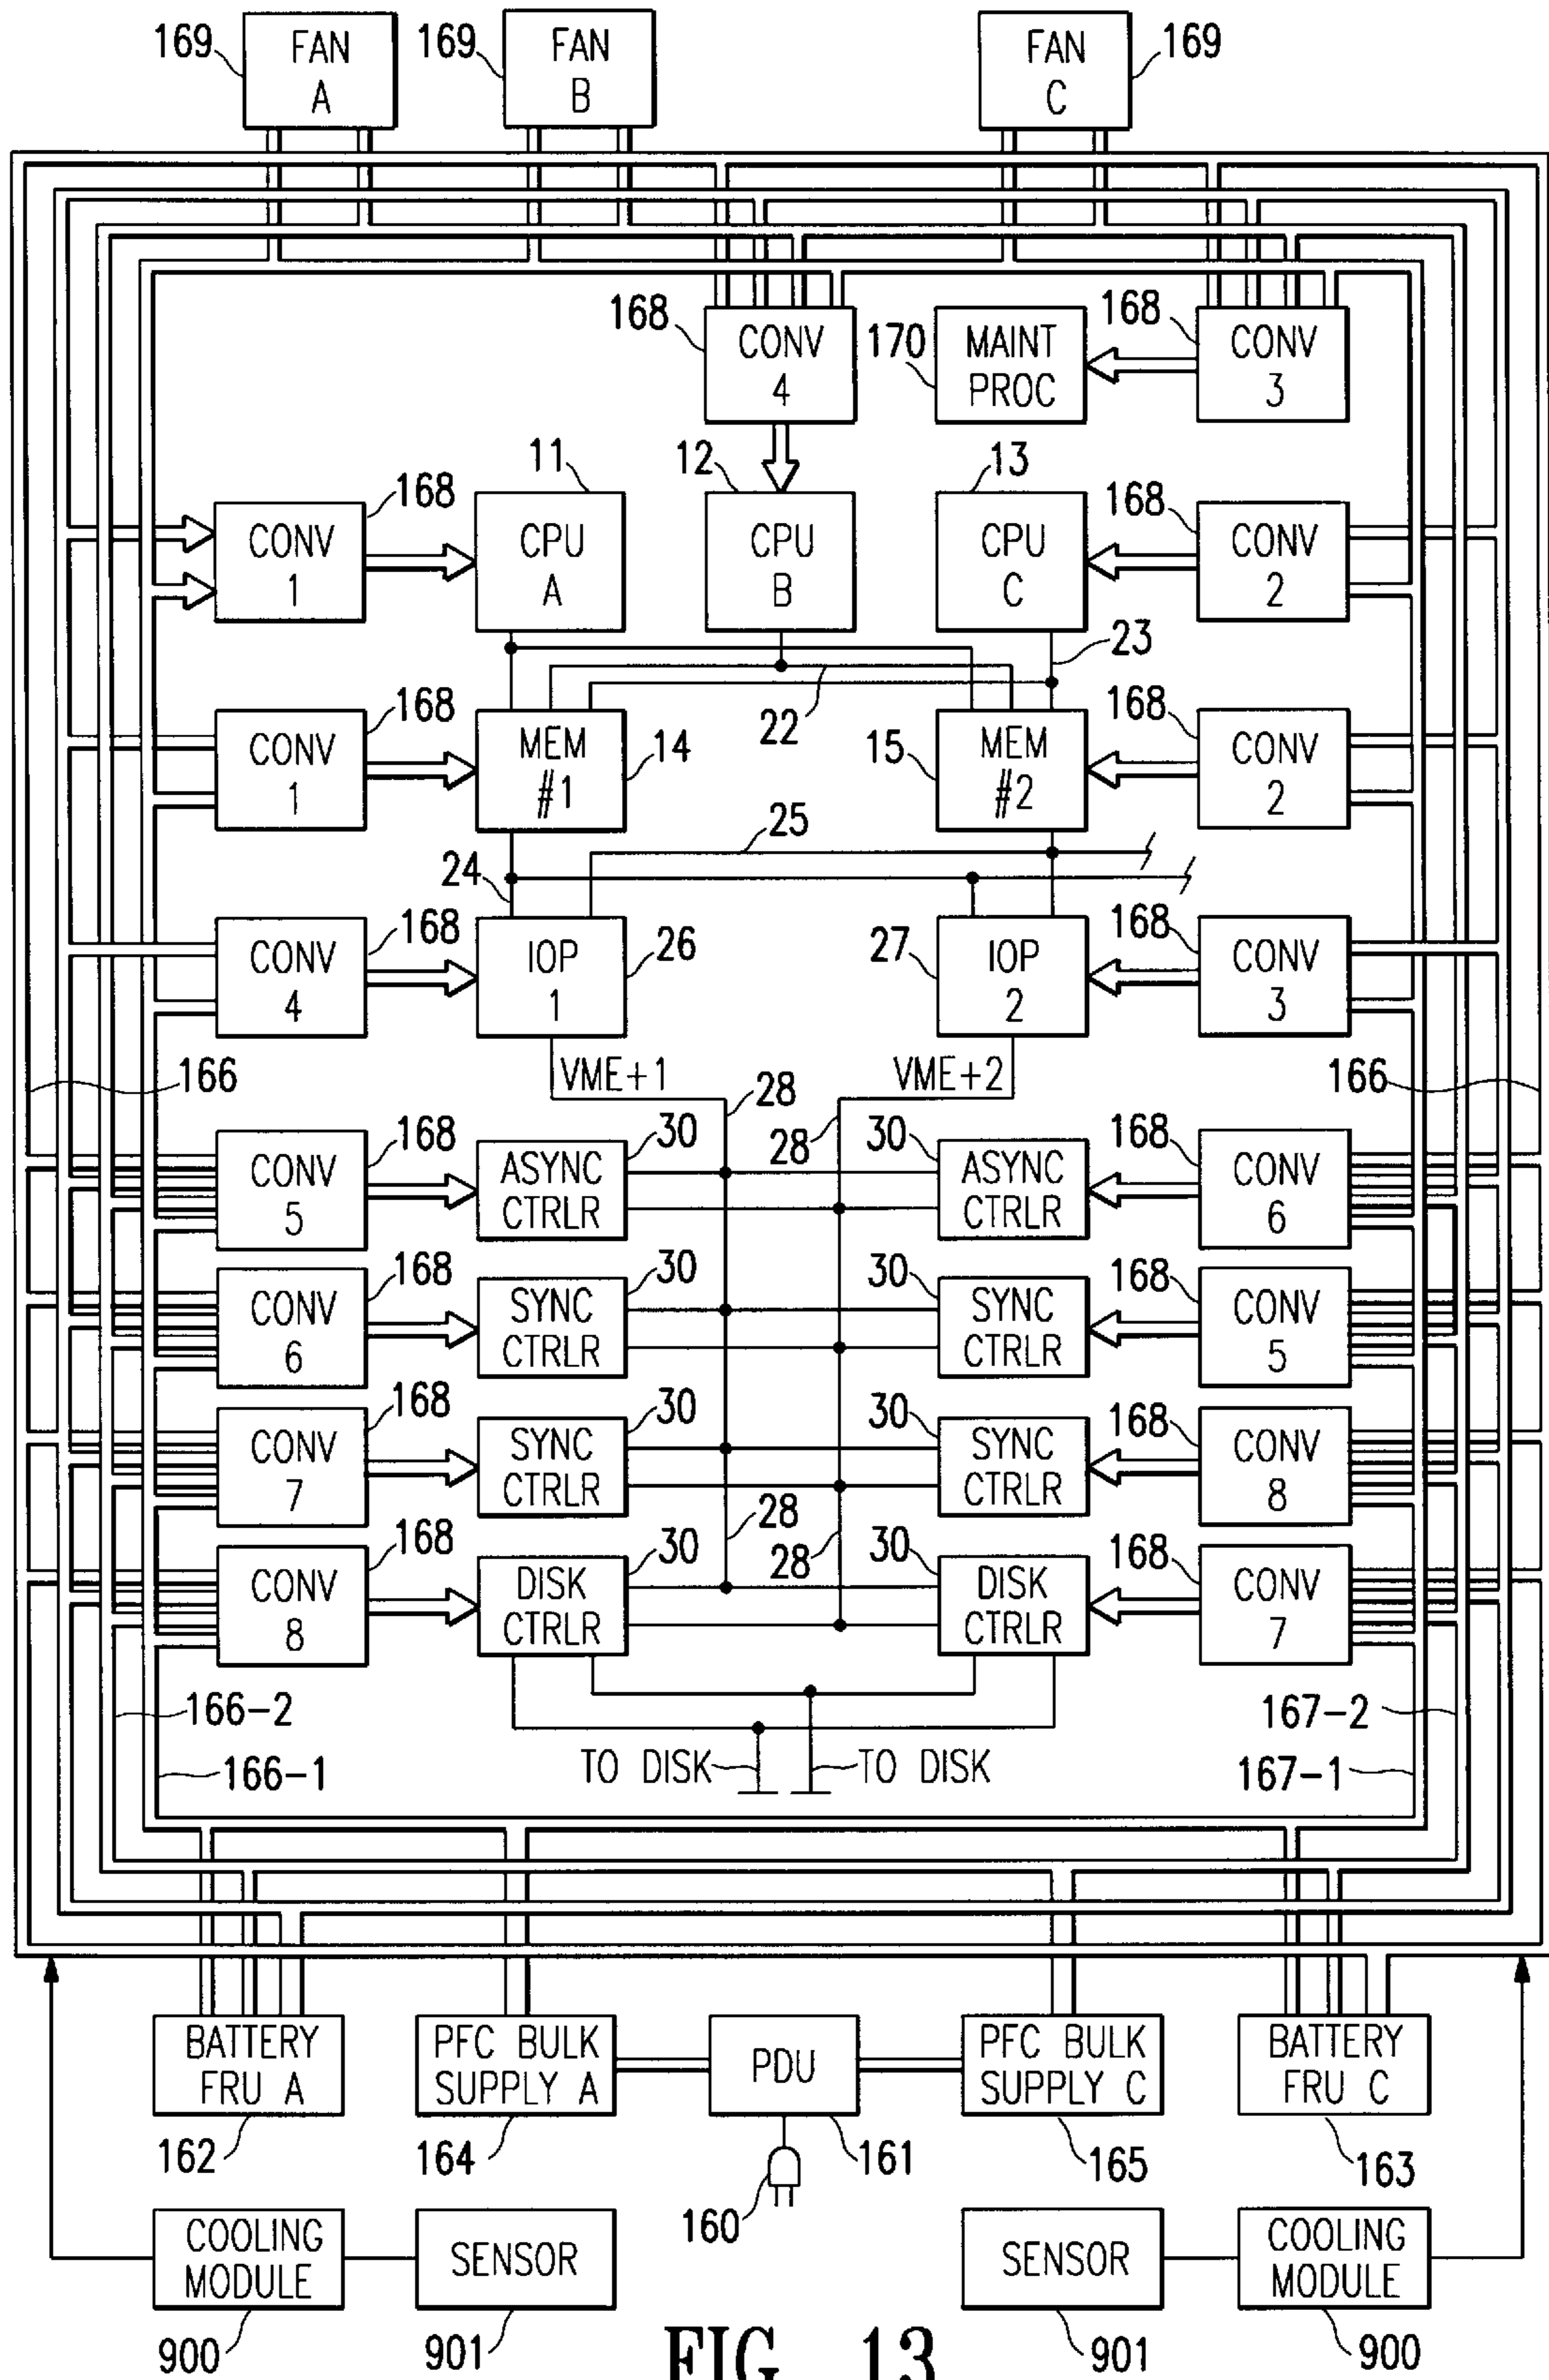 169
FAN
A
169
FAN
B
FAN
C
169
168
CONV
4
170
MAINT
PROC
168
CONV
3
168
CONV
1
11
CPU
A
12
CPU
B
13
CPU
C
168
CONV
2
23
22
168
CONV
1
MEM
#1
14
15
MEM
#2
168
CONV
2
25
24
168
CONV
4
IOP
1
26
27
IOP
2
168
CONV
3
166
VME+1
VME+2
166
28
28
168
CONV
5
30
ASYNC
CTRLR
30
ASYNC
CTRLR
168
CONV
6
168
CONV
6
30
SYNC
CTRLR
30
SYNC
CTRLR
168
CONV
5
168
CONV
7
30
SYNC
CTRLR
30
SYNC
CTRLR
168
CONV
8
28
28
168
CONV
8
30
DISK
CTRLR
30
DISK
CTRLR
168
CONV
7
166-2
167-2
166-1
TO DISK
TO DISK
167-1
BATTERY
FRU A
162
PFC BULK
SUPPLY A
164
PDU
161
160
PFC BULK
SUPPLY C
165
BATTERY
FRU C
163
COOLING
MODULE
900
SENSOR
901
SENSOR
901
COOLING
MODULE
900
FIG. 13